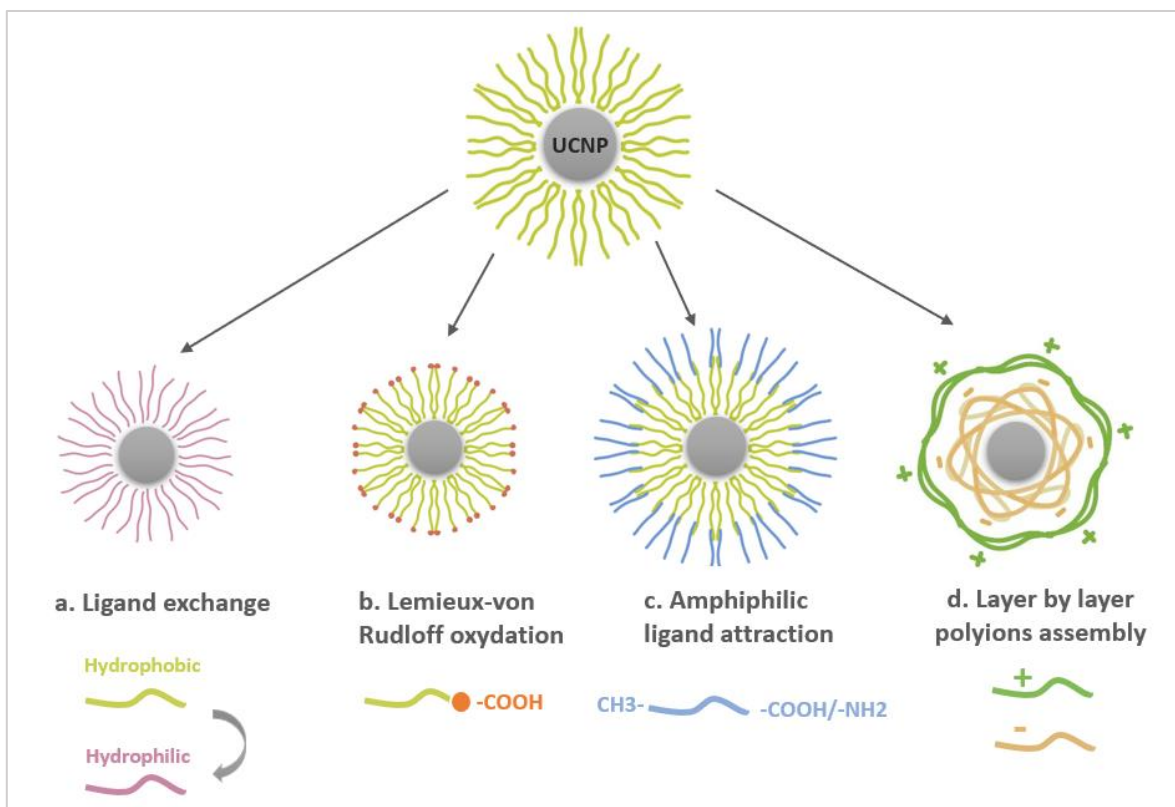 UCNP
a. Ligand exchange
Hydrophobic
Hydrophilic
b. Lemieux-von
Rudloff oxydation
-COOH
c. Amphiphilic
ligand attraction
CH3-
-COOH/-NH2
d. Layer by layer
polyions assembly
+
-